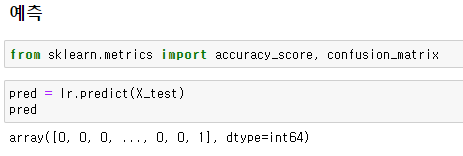 예측
from sklearn.metrics import accuracy_score, confusion_matrix
pred = lr.predict(X_test)
pred
array([0, 0, 0, ..., 0, 0, 1], dtype=int64)